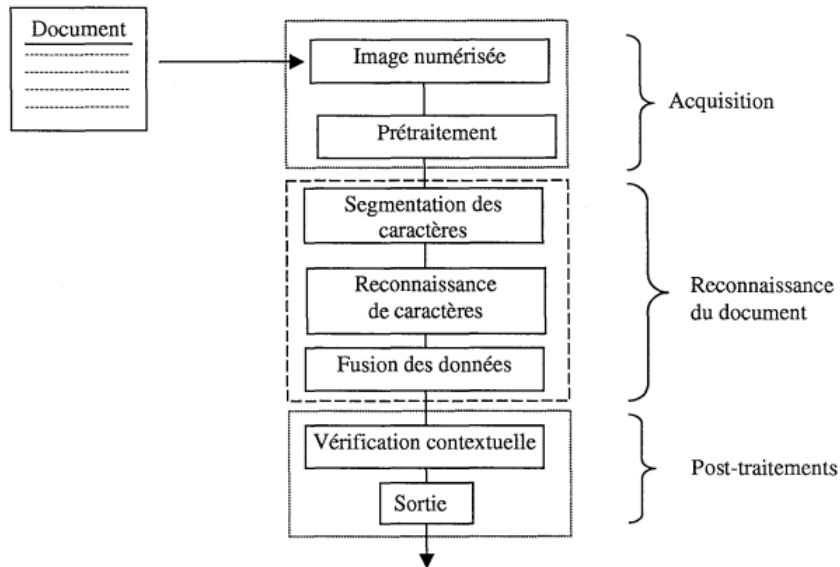 Document
Image numérisée
Acquisition
Prétraitement
Segmentation des
caractères
Reconnaissance
de caractères
Reconnaissance
du document
Fusion des données
Vérification contextuelle
Post-traitements
Sortie